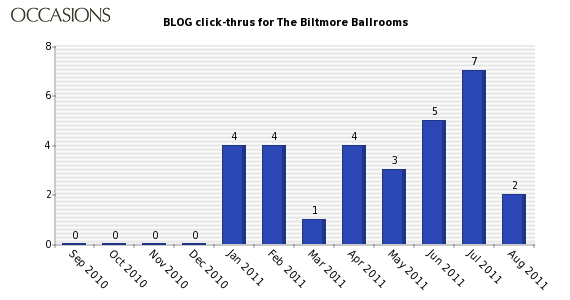 OCCASIONS
BLOG click-thrus for The Biltmore Ballrooms
8
6
4
2
0
0 0 0 0 4 4 1 4 3 5 7 2
Sep 2010 Oct 2010 Nov 2010 Dec 2010 Jan 2011 Feb 2011 Mar 2011 Apr 2011 May 2011 Jun 2011 Jul 2011 Aug 2011